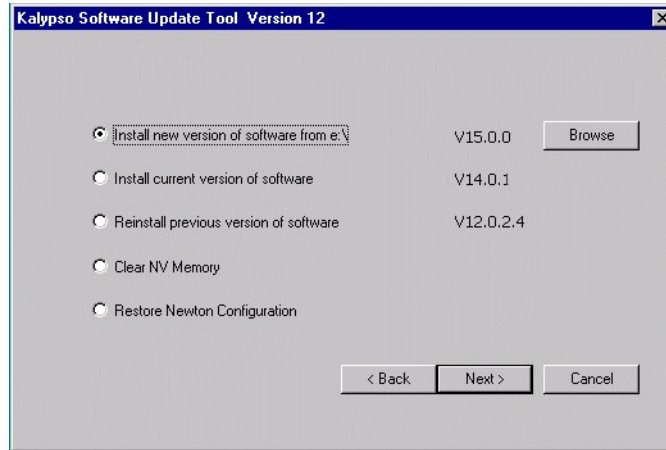 Kalypso Software Update Tool Version 12
Install new version of software from e:\ V15.0.0 Browse
Install current version of software V14.0.1
Reinstall previous version of software V12.0.2.4
Clear NV Memory
Restore Newton Configuration
< Back Next > Cancel